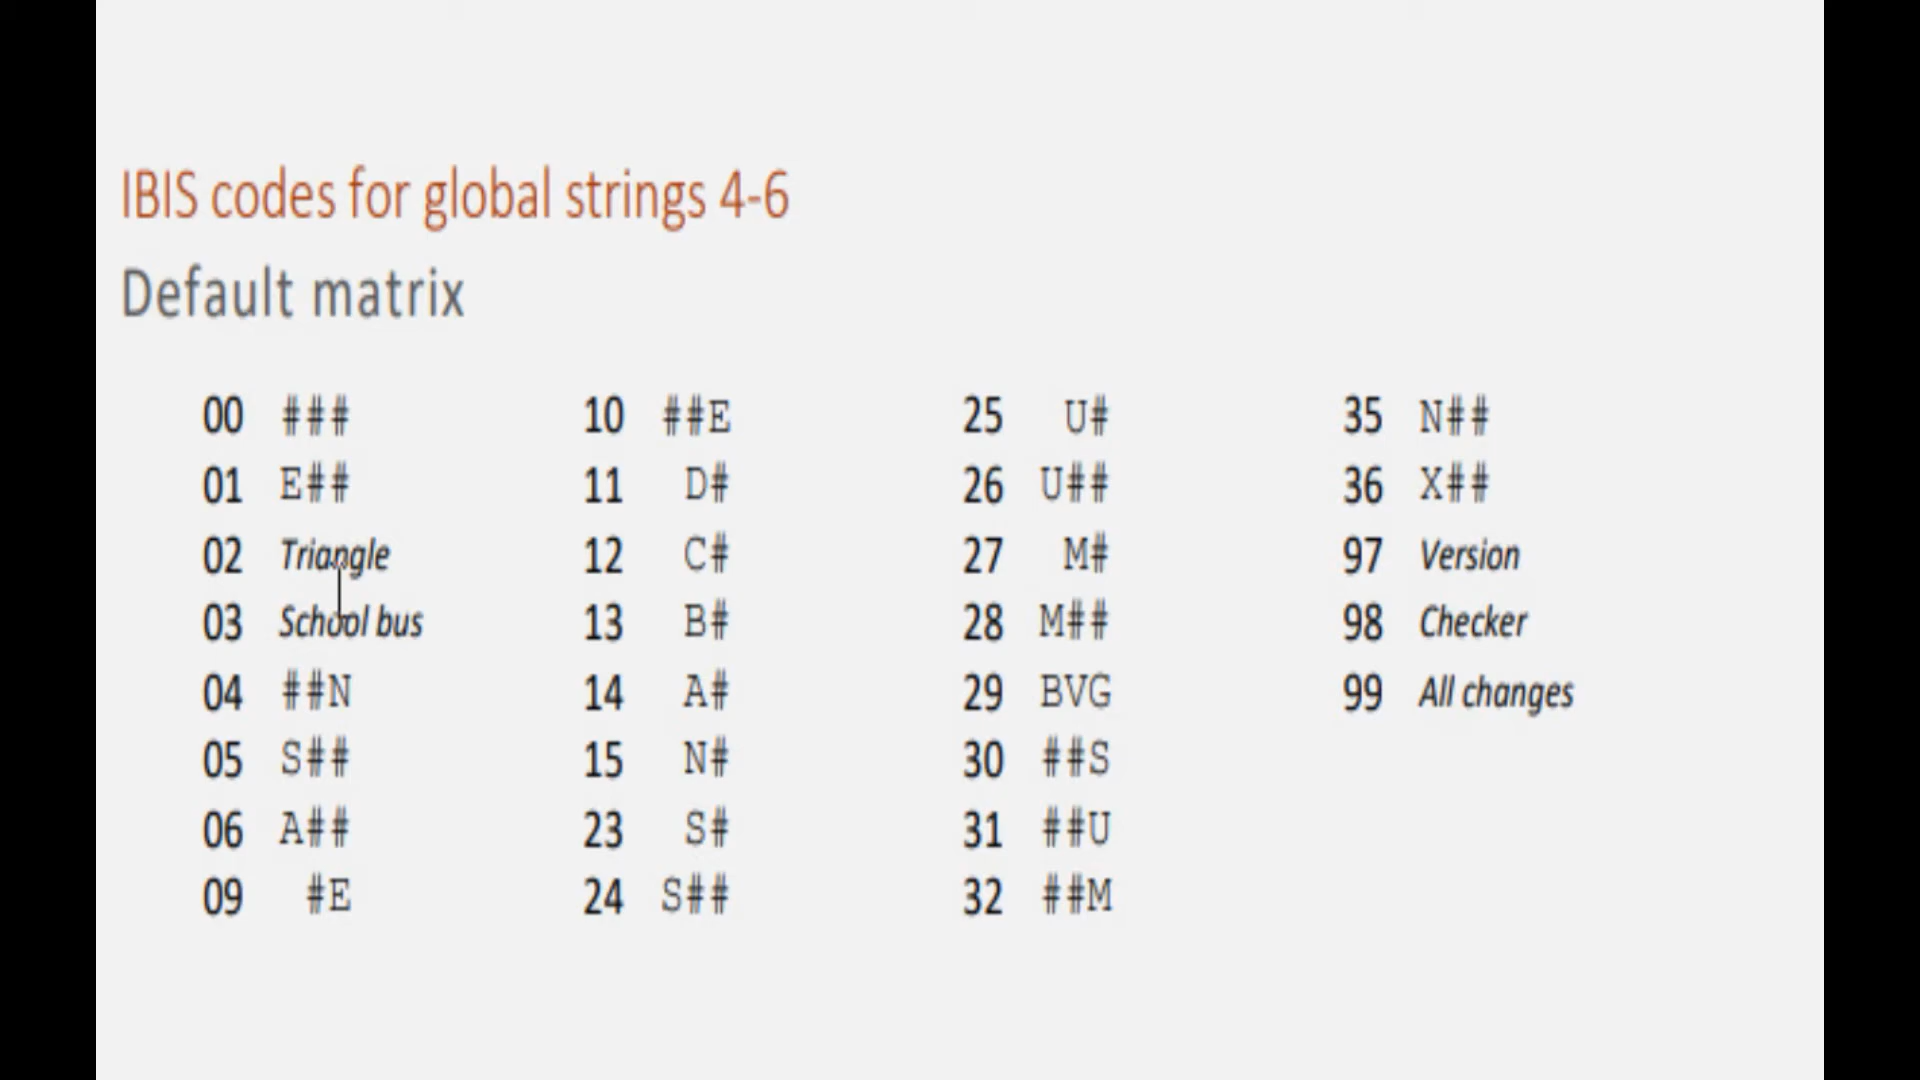 IBIS codes for global strings 4-6
Default matrix
00 ### 10 ##E 25 U# 35 N##
01 E## 11 D# 26 U## 36 X##
02 Triangle 12 C# 27 M# 97 Version
03 School bus 13 B# 28 M## 98 Checker
04 ##N 14 A# 29 BVG 99 All changes
05 S## 15 N# 30 ##S
06 A## 23 S# 31 ##U
09 #E 24 S## 32 ##M